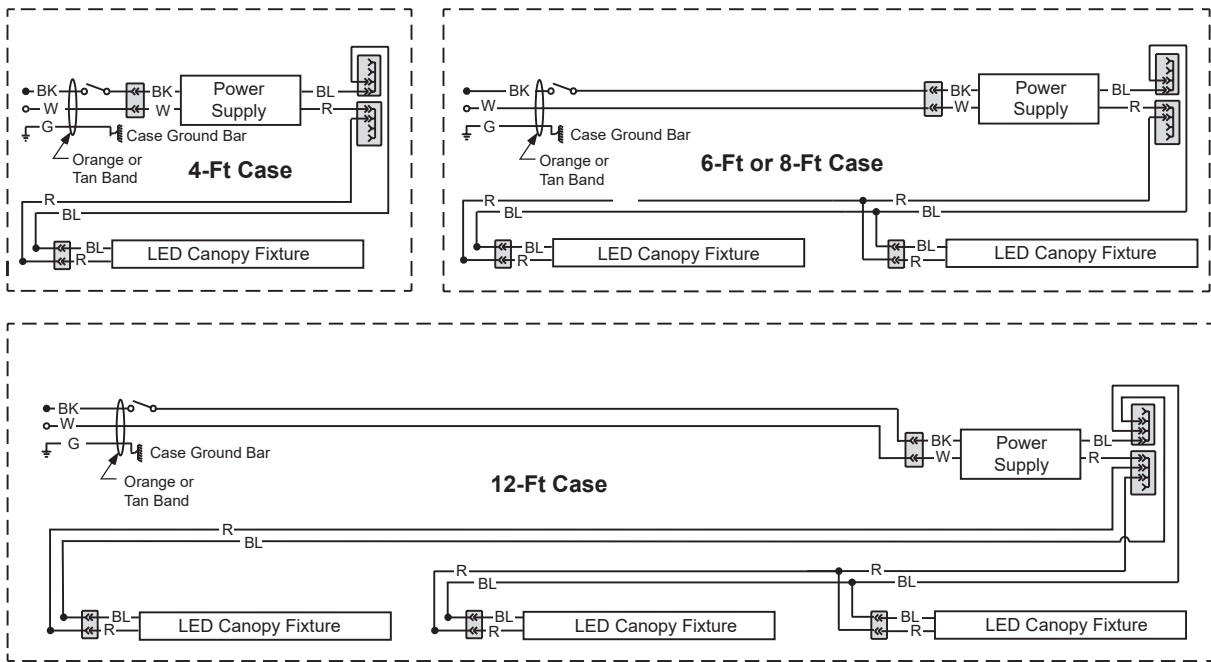 BK
W
G
Case Ground Bar
Orange or
Tan Band
BK
W
Power
Supply
BL
R
4-Ft Case
R
BL
BL
R
LED Canopy Fixture
BK
W
G
Case Ground Bar
Orange or
Tan Band
BK
W
Power
Supply
BL
R
6-Ft or 8-Ft Case
R
BL
R
BL
BL
R
LED Canopy Fixture
BL
R
LED Canopy Fixture
BK
W
G
Case Ground Bar
Orange or
Tan Band
BK
W
Power
Supply
BL
R
12-Ft Case
R
BL
R
BL
R
BL
BL
R
LED Canopy Fixture
BL
R
LED Canopy Fixture
BL
R
LED Canopy Fixture